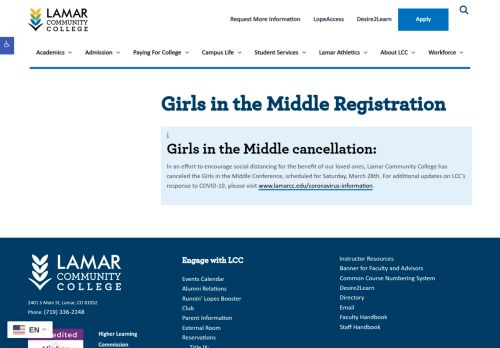 LAMAR
COMMUNITY
COLLEGE
Request More Information LopeAccess Desire2Learn Apply
Academics Admission Paying For College Campus Life Student Services Lamar Athletics About LCC Workforce
Girls in the Middle Registration
i
Girls in the Middle cancellation:
In an effort to encourage social distancing for the benefit of our loved ones, Lamar Community College has
canceled the Girls in the Middle Conference, scheduled for Saturday, March 28th. For additional updates on LCC's
response to COVID-19, please visit www.lamarcc.edu/coronavirus-information.
LAMAR
COMMUNITY
COLLEGE
2401 S Main St, Lamar, CO 81052
Phone: (719) 336-2248
Higher Learning
Commission
Engage with LCC
Events Calendar
Alumni Relations
Runnin' Lopes Booster
Club
Parent Information
External Room
Reservations
Title IX:
Instructor Resources
Banner for Faculty and Advisors
Common Course Numbering System
Desire2Learn
Directory
Email
Faculty Handbook
Staff Handbook
EN